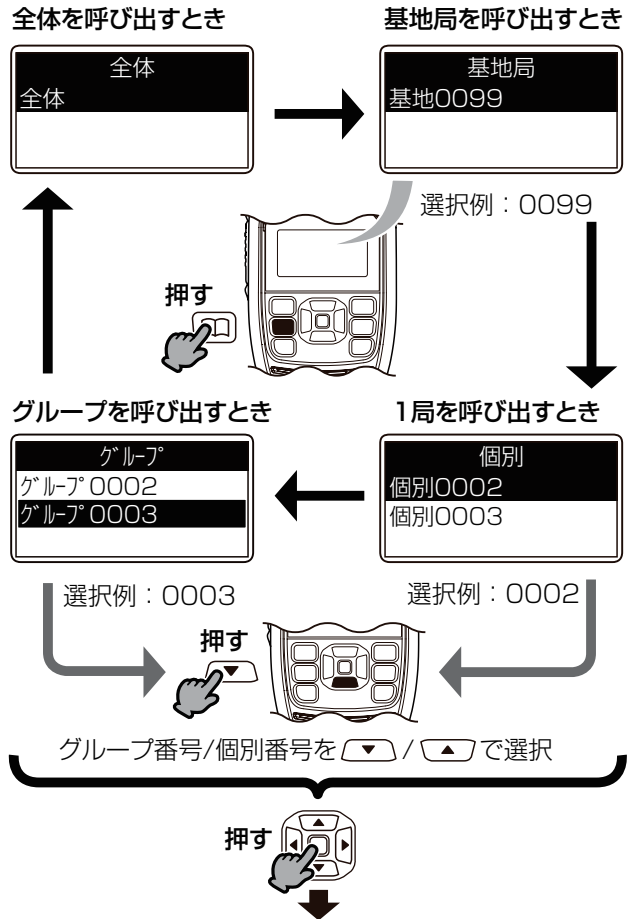 全体を呼び出すとき
基地局を呼び出すとき
全体
全体
基地局
基地0099
選択例：0099
押す
グループを呼び出すとき
1局を呼び出すとき
ｸﾞﾙｰﾌﾟ
ｸﾞﾙｰﾌﾟ0002
ｸﾞﾙｰﾌﾟ0003
個別
個別0002
個別0003
選択例：0003
選択例：0002
押す
グループ番号/個別番号を▼/▲で選択
押す